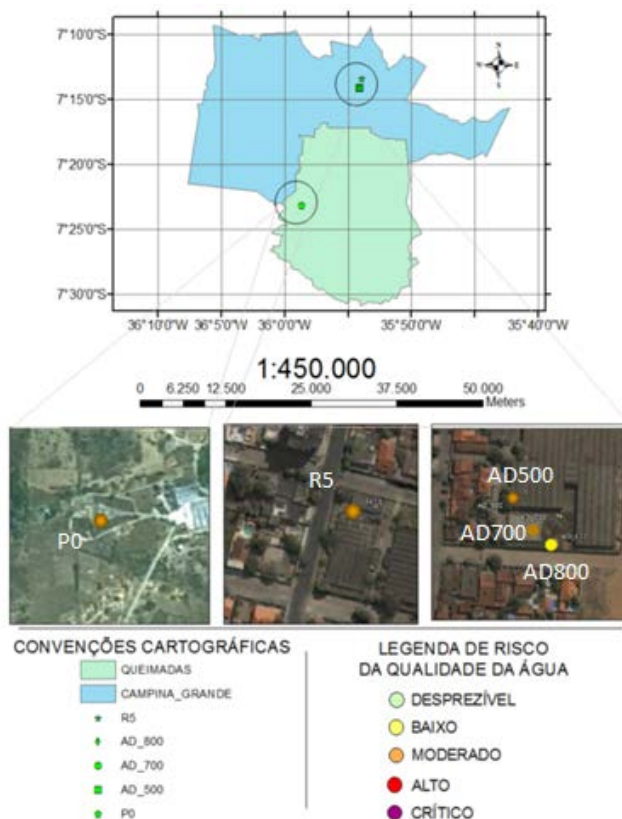 7°10'0"S
7°15'0"S
7°20'0"S
7°25'0"S
7°30'0"S
N
W E
S
36°10'0"W 36°5'0"W 36°0'0"W 35°50'0"W 35°40'0"W
1:450.000
0 6.250 12.500 25.000 37.500 50.000
Meters
P0
R5
AD500
AD700
AD800
CONVENÇÕES CARTOGRÁFICAS
QUEIMADAS
CAMPINA_GRANDE
R5
AD_800
AD_700
AD_500
P0
LEGENDA DE RISCO
DA QUALIDADE DA ÁGUA
DESPREZÍVEL
BAIXO
MODERADO
ALTO
CRÍTICO